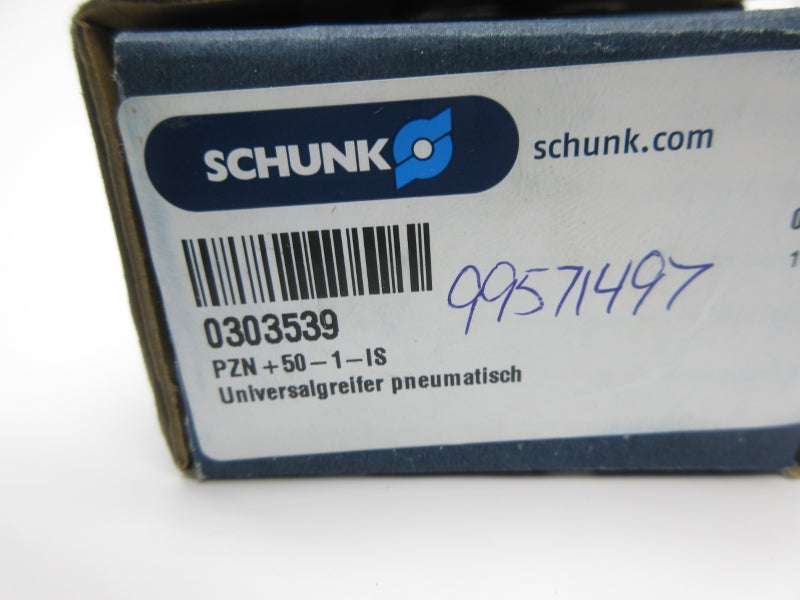 SCHUNK
schunk.com
99571497
0303539
PZN +50-1-IS
Universalgreifer pneumatisch